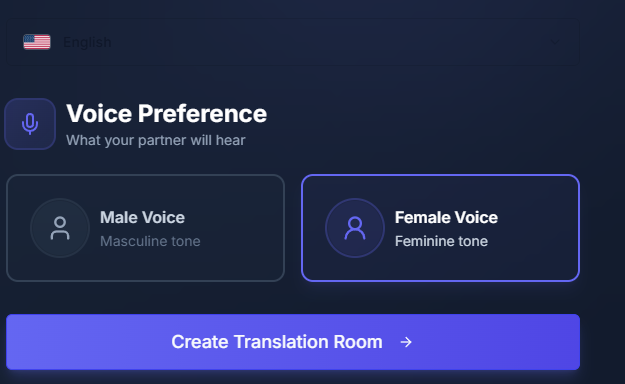 English
Voice Preference
What your partner will hear
Male Voice
Masculine tone
Female Voice
Feminine tone
Create Translation Room →